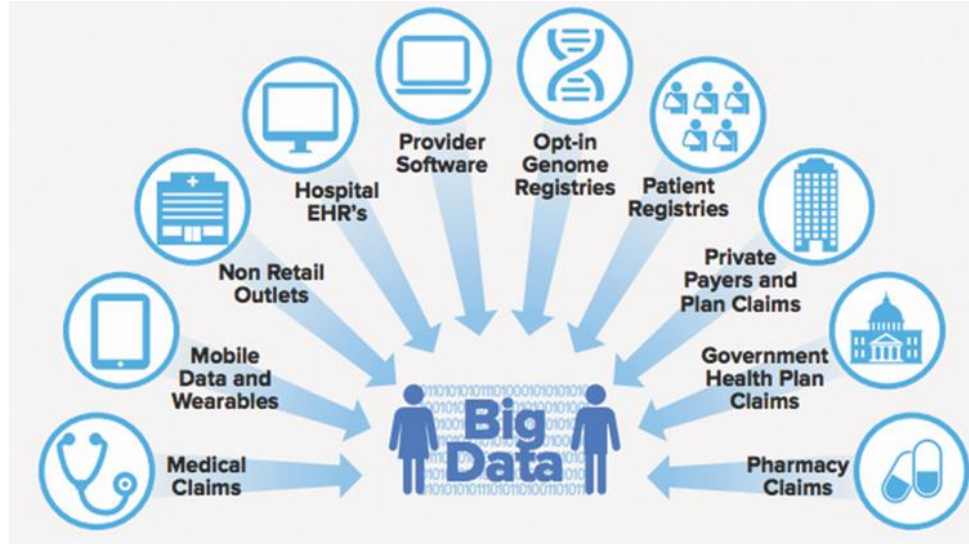 Medical
Claims
Mobile
Data and
Wearables
Non Retail
Outlets
Hospital
EHR's
Provider
Software
Opt-in
Genome
Registries
Patient
Registries
Private
Payers and
Plan Claims
Government
Health Plan
Claims
Pharmacy
Claims
Big
Data